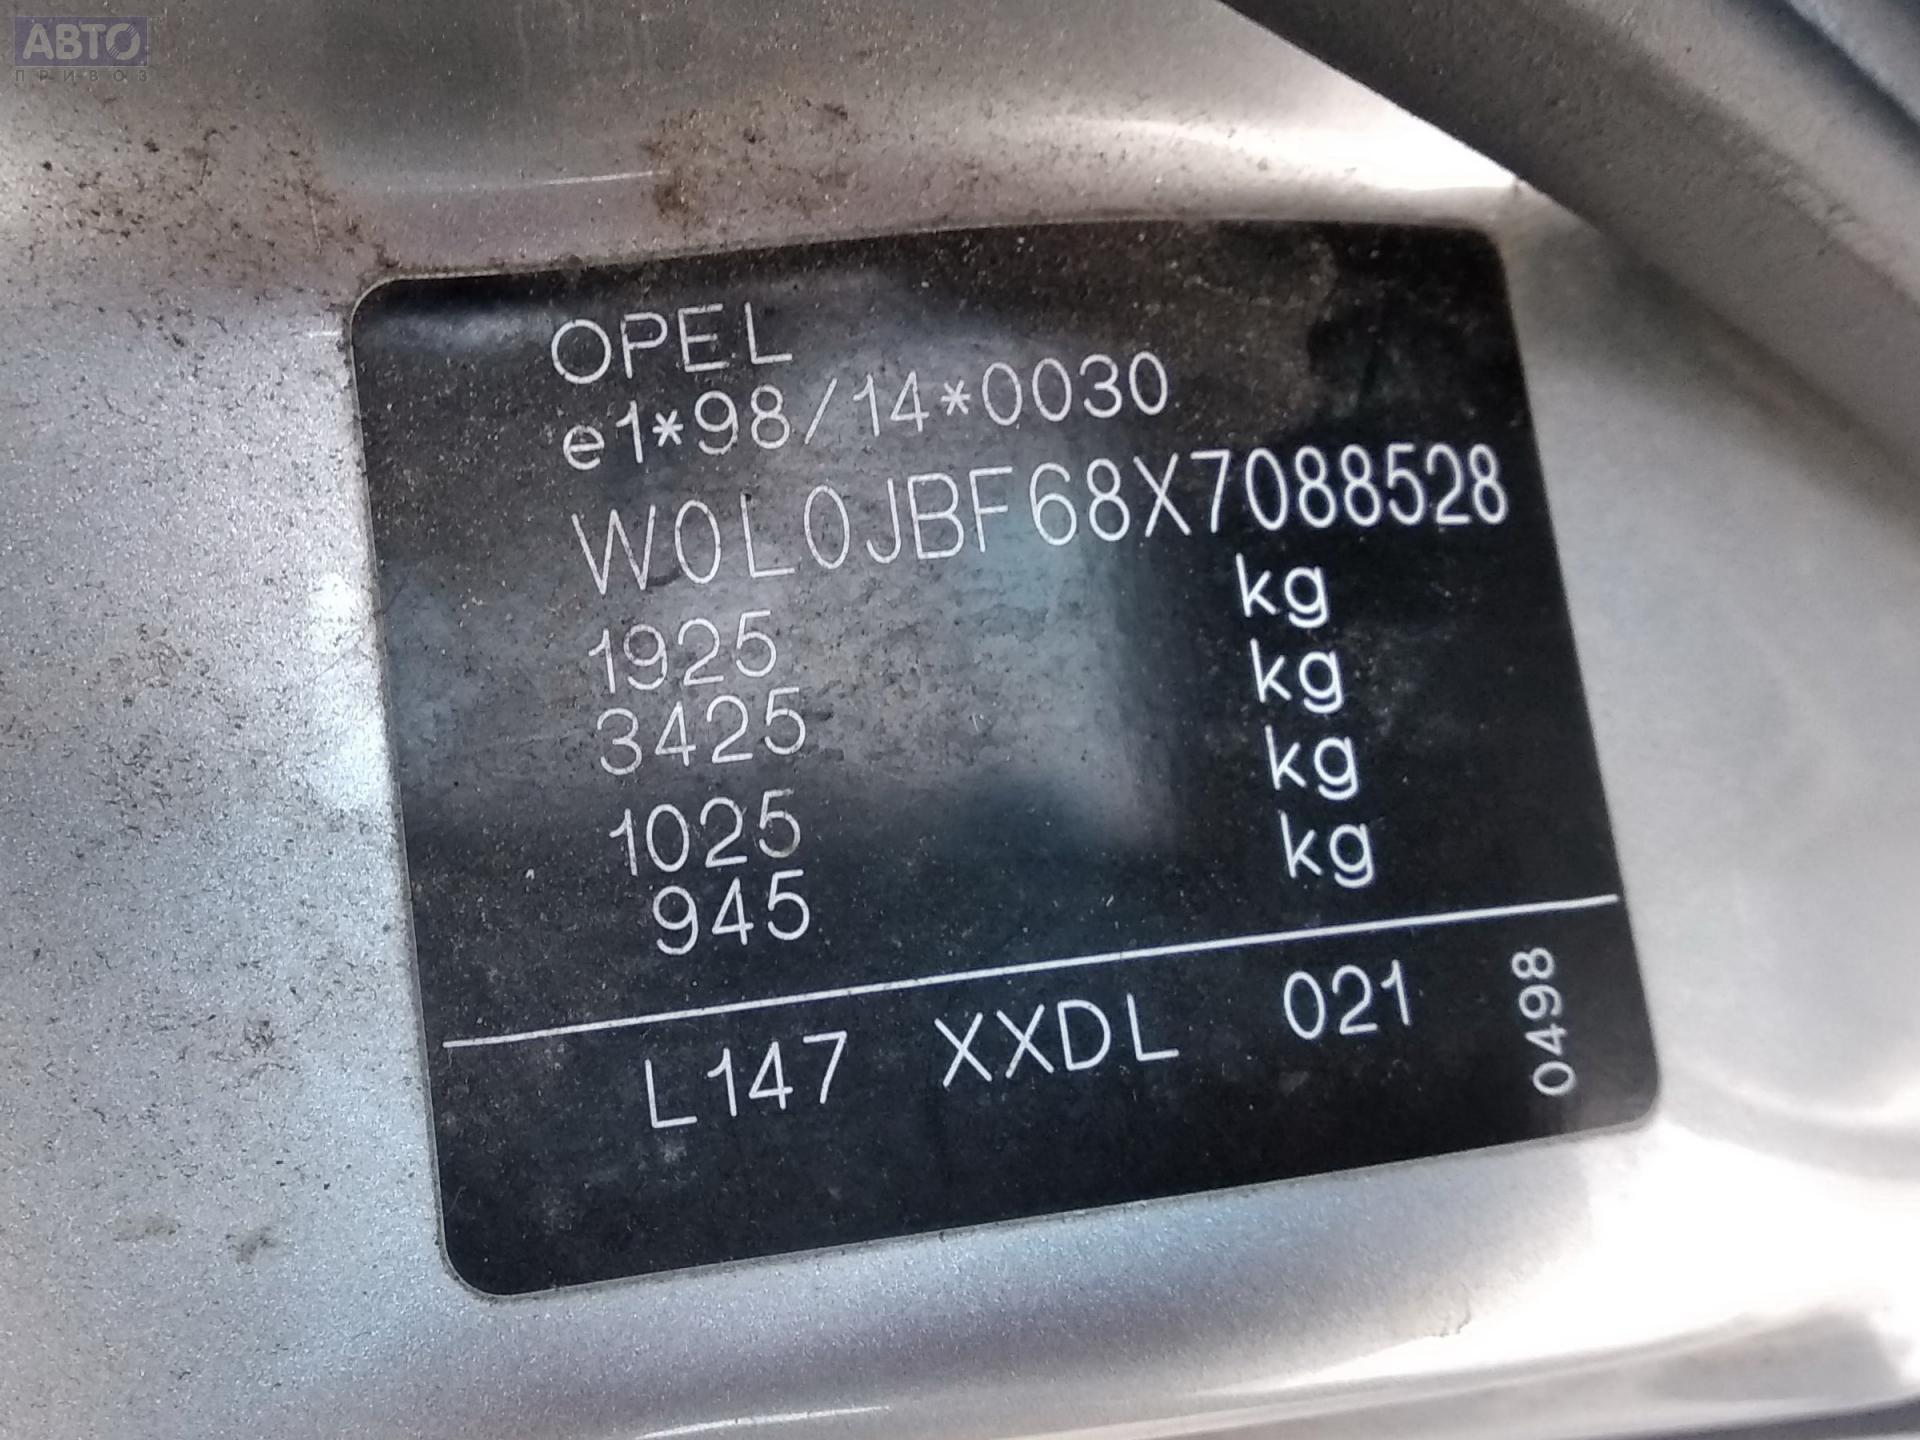 АВТО
ПРИВОЗ
OPEL
e1*98/14*0030
W0L0JBF68X7088528
1925 kg
3425 kg
1025 kg
945 kg
L147 XXDL 021
0498